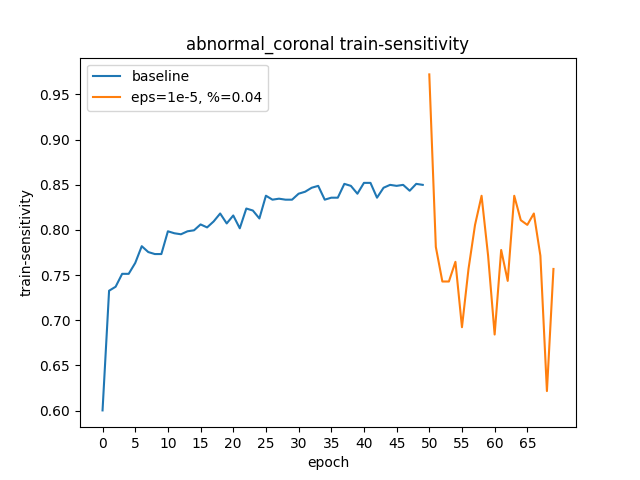 abnormal_coronal train-sensitivity
baseline
eps=1e-5, %=0.04
train-sensitivity
0.95
0.90
0.85
0.80
0.75
0.70
0.65
0.60
0 5 10 15 20 25 30 35 40 45 50 55 60 65
epoch